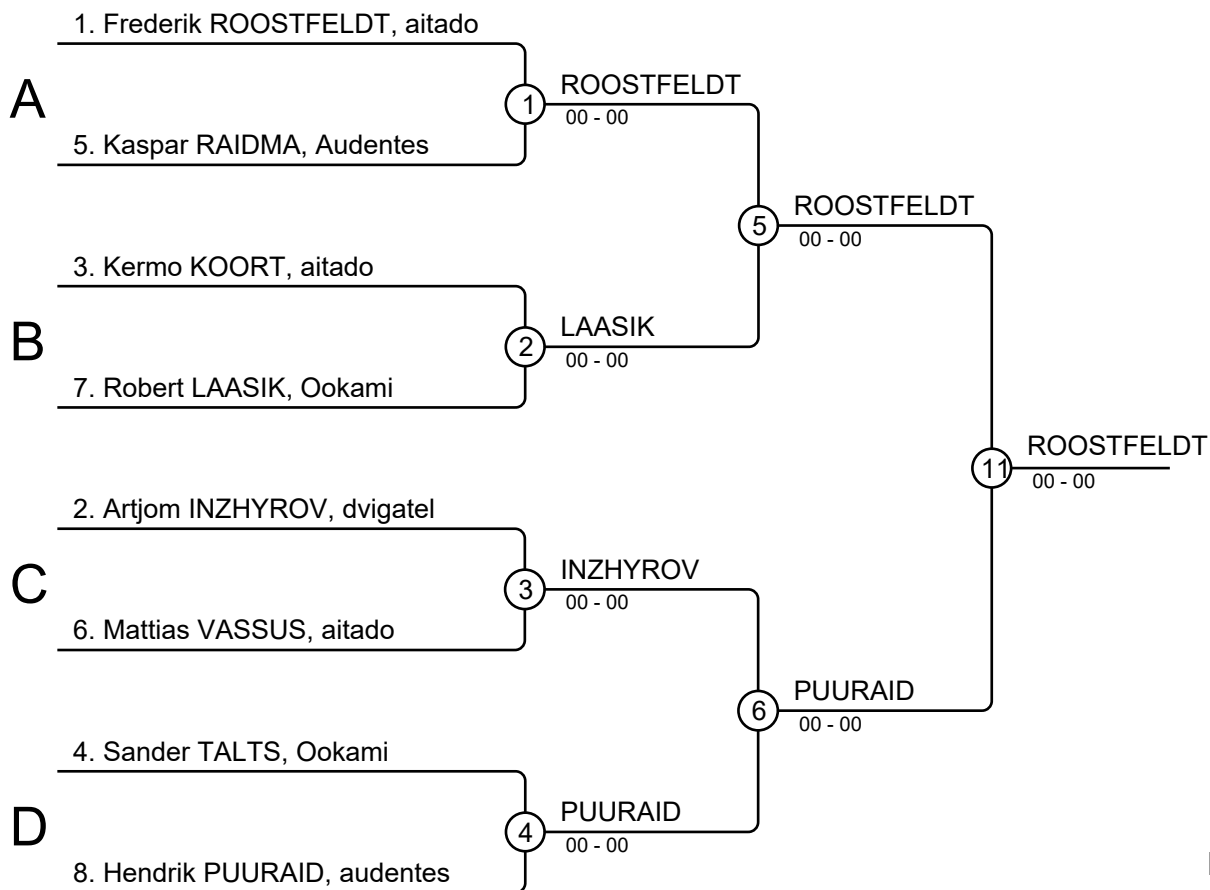 1. Frederik ROOSTFELDT, aitado
A
1
ROOSTFELDT
00 - 00
5. Kaspar RAIDMA, Audentes
5
ROOSTFELDT
00 - 00
3. Kermo KOORT, aitado
B
2
LAASIK
00 - 00
7. Robert LAASIK, Ookami
11
ROOSTFELDT
00 - 00
2. Artjom INZHYROV, dvigatel
C
3
INZHYROV
00 - 00
6. Mattias VASSUS, aitado
6
PUURAID
00 - 00
4. Sander TALTS, Ookami
D
4
PUURAID
00 - 00
8. Hendrik PUURAID, audentes